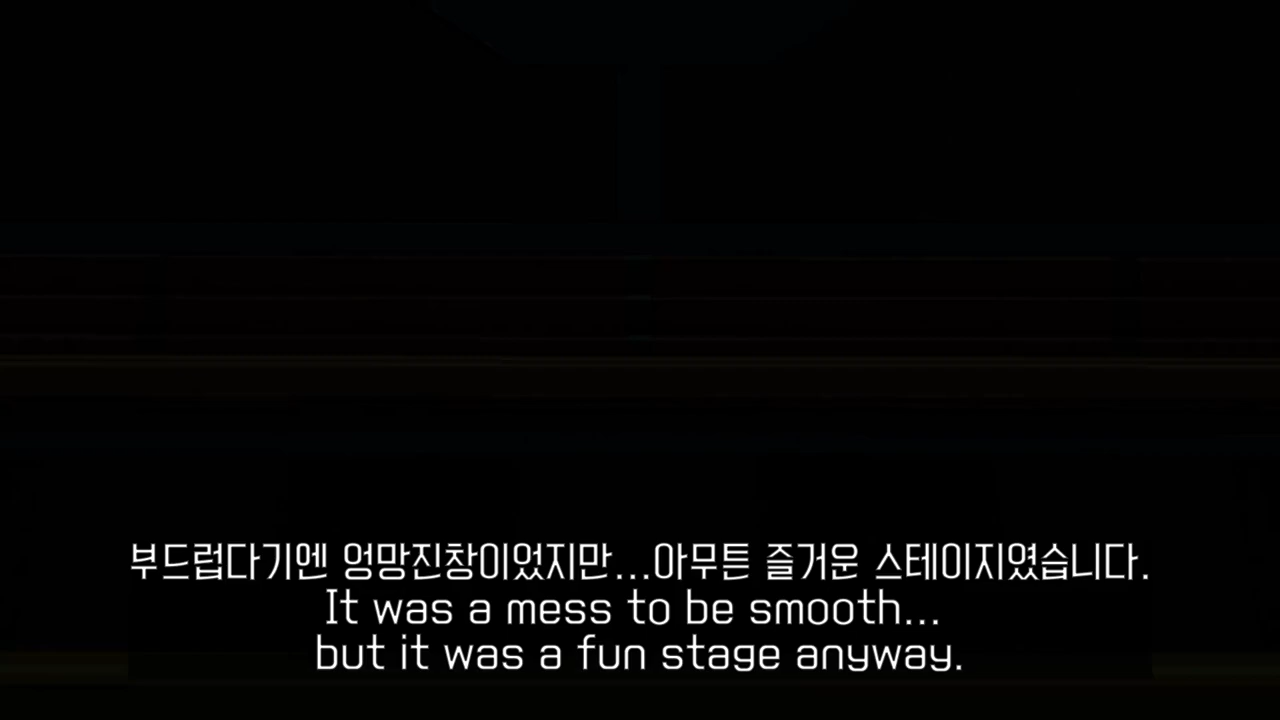 부드럽다기엔 엉망진창이었지만...아무튼 즐거운 스테이지였습니다.
It was a mess to be smooth...
but it was a fun stage anyway.